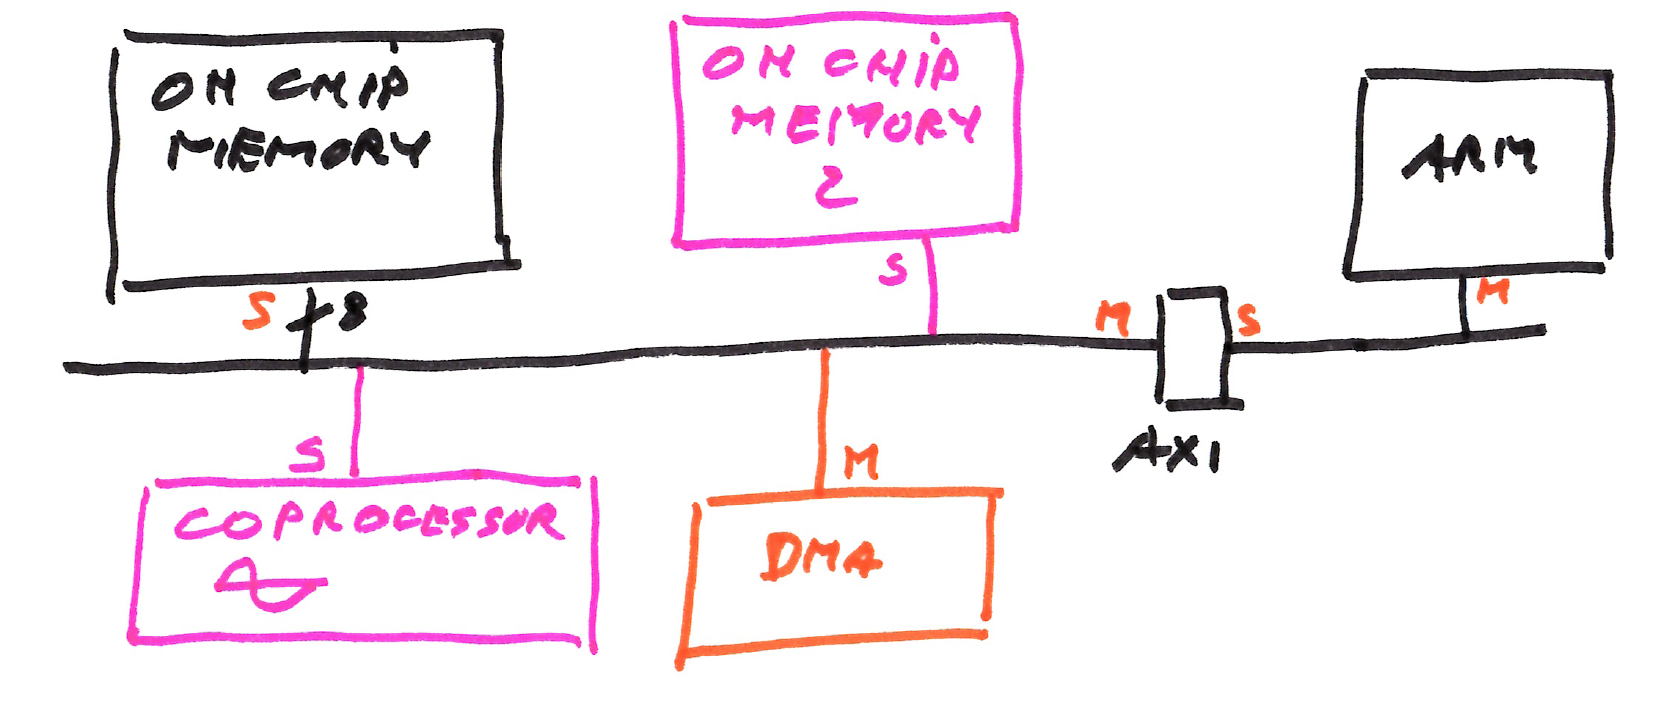 ON CHIP
MEMORY
S 8
ON CHIP
MEMORY
2
S
ARM
M
M
S
AXI
S
COPROCESSOR
M
DMA